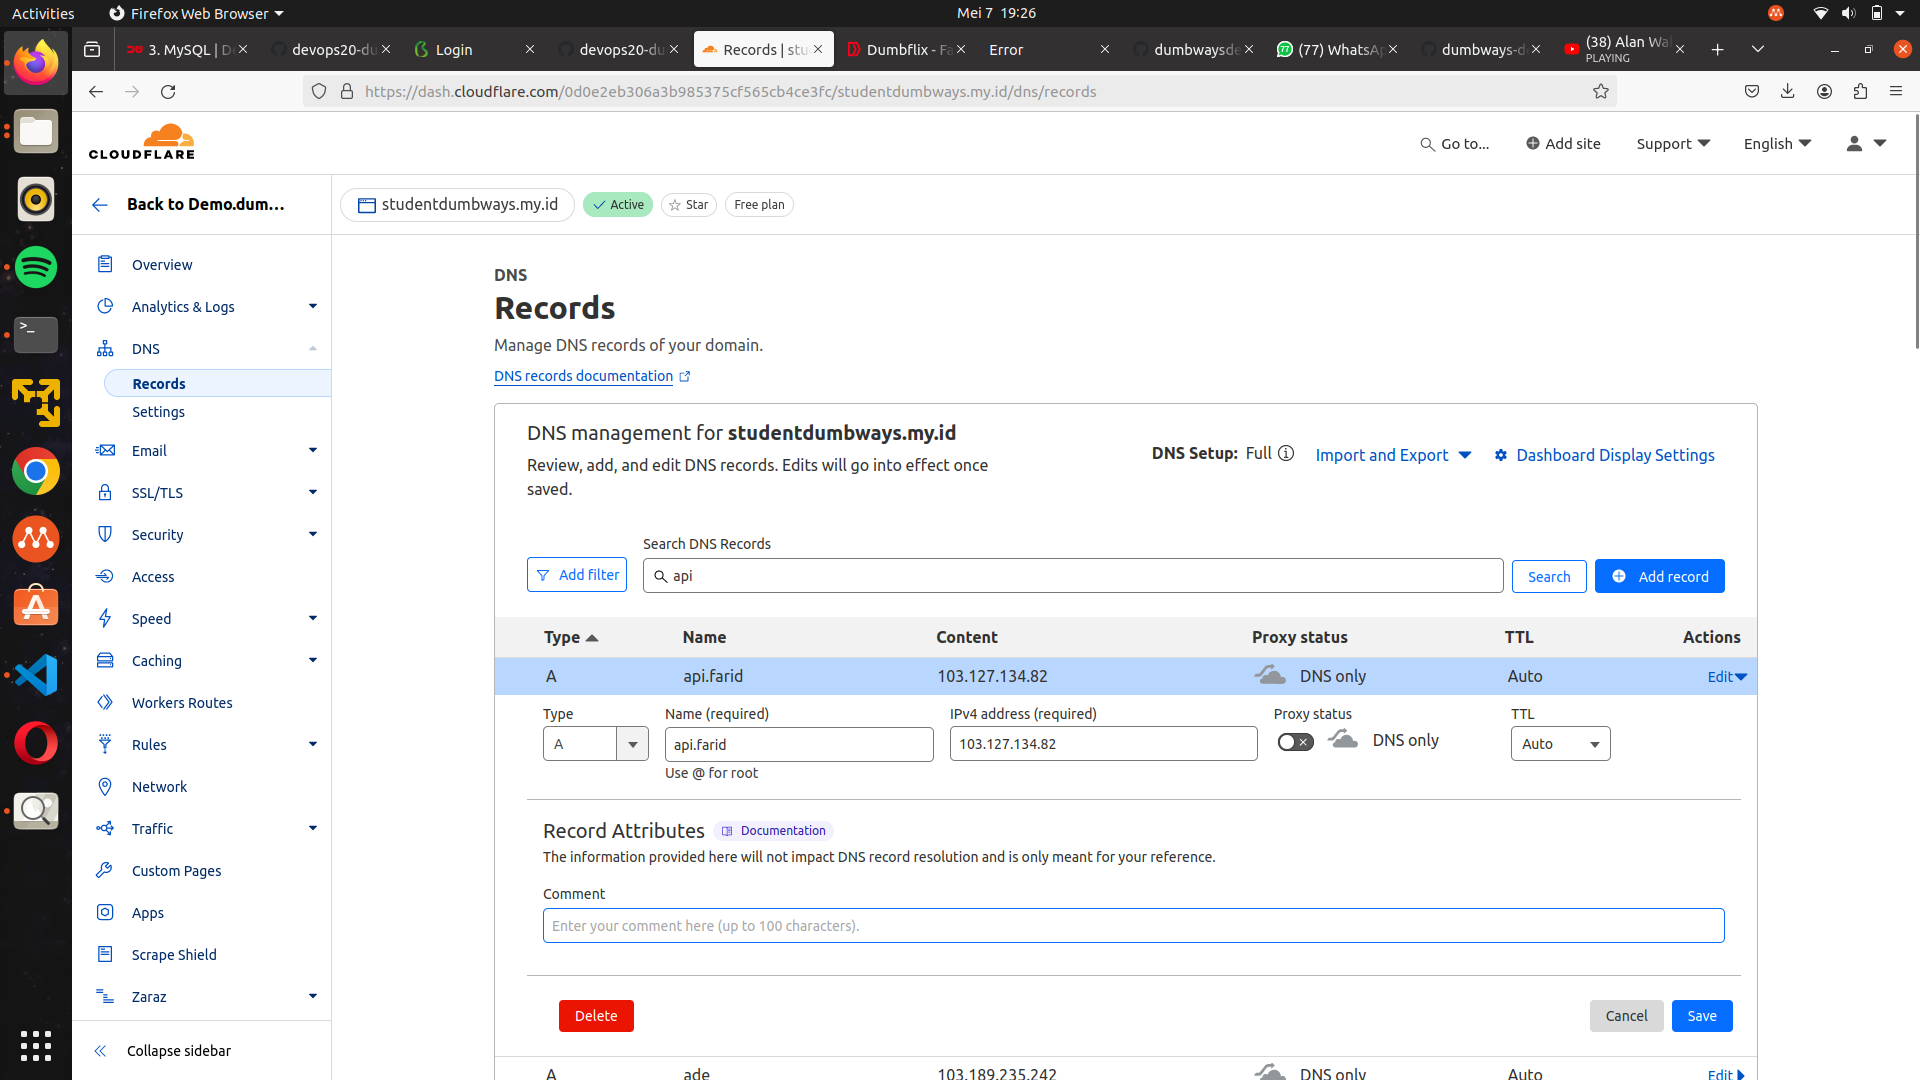 Activities
Firefox Web Browser
Mei 7 19:26
3. MySQL | De
devops20-du
Login
devops20-du
Records | stu
Dumbflix - Fa
Error
dumbwaysde
(77) WhatsAp
dumbways-d
(38) Alan Wal
PLAYING
https://dash.cloudflare.com/0d0e2eb306a3b985375cf565cb4ce3fc/studentdumbways.my.id/dns/records
CLOUDFLARE
Go to...
Add site
Support
English
Back to Demo.dum...
studentdumbways.my.id
Active
Star
Free plan
Overview
Analytics & Logs
DNS
Records
Settings
Email
SSL/TLS
Security
Access
Speed
Caching
Workers Routes
Rules
Network
Traffic
Custom Pages
Apps
Scrape Shield
Zaraz
Collapse sidebar
DNS
Records
Manage DNS records of your domain.
DNS records documentation
DNS management for studentdumbways.my.id
Review, add, and edit DNS records. Edits will go into effect once
saved.
DNS Setup: Full
Import and Export
Dashboard Display Settings
Search DNS Records
Add filter
api
Search
Add record
Type Name Content Proxy status TTL Actions
A api.farid 103.127.134.82 DNS only Auto Edit
Type Name (required) IPv4 address (required) Proxy status TTL
A api.farid 103.127.134.82 DNS only Auto
Use @ for root
Record Attributes Documentation
The information provided here will not impact DNS record resolution and is only meant for your reference.
Comment
Enter your comment here (up to 100 characters).
Delete
Cancel
Save
A ade 103.189.235.242 DNS only Auto Edit